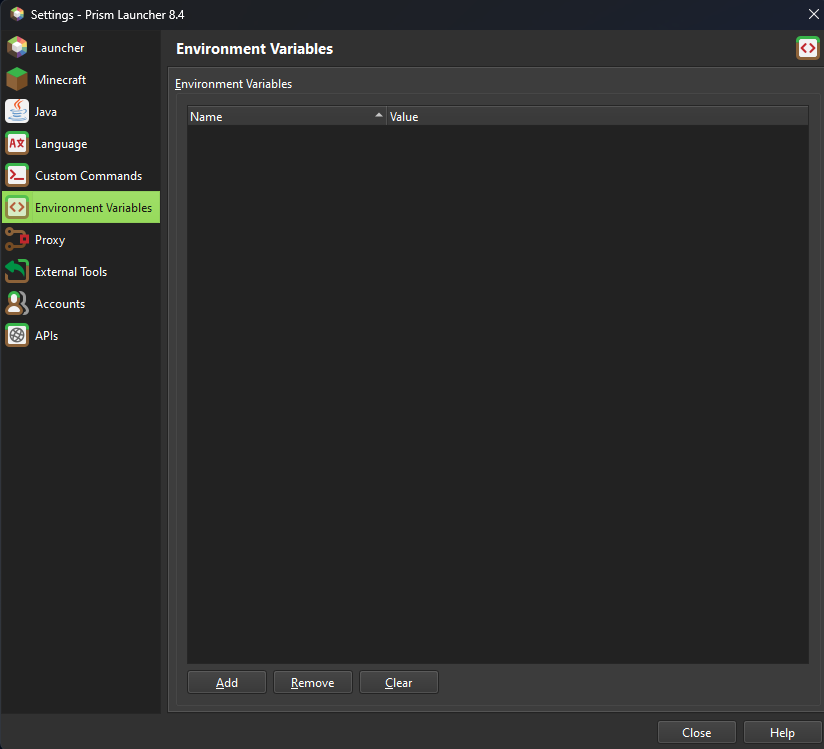 Settings - Prism Launcher 8.4
Launcher
Minecraft
Java
Language
Custom Commands
Environment Variables
Proxy
External Tools
Accounts
APIs
Environment Variables
Environment Variables
Name Value
Add Remove Clear
Close Help